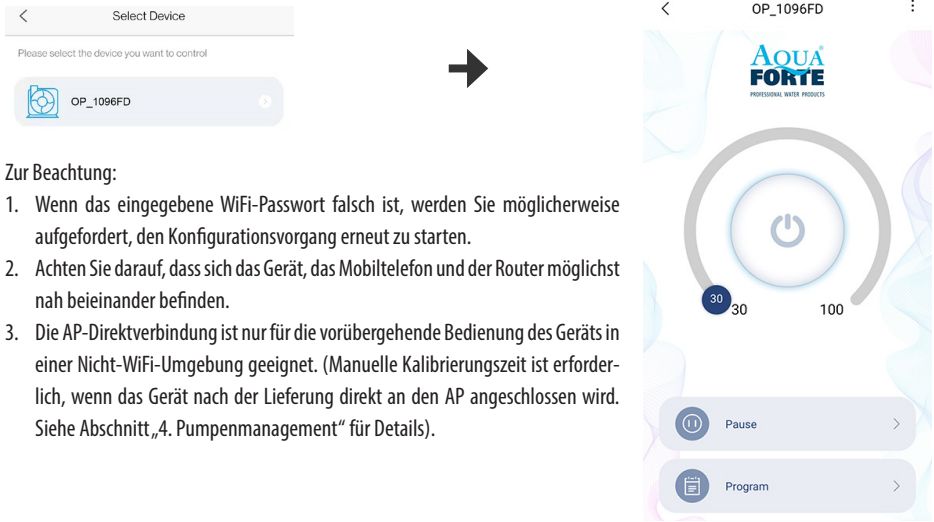 Select Device
Please select the device you want to control
OP_1096FD
Zur Beachtung:
1. Wenn das eingegebene WiFi-Passwort falsch ist, werden Sie möglicherweise
aufgefordert, den Konfigurationsvorgang erneut zu starten.
2. Achten Sie darauf, dass sich das Gerät, das Mobiltelefon und der Router möglichst
nah beieinander befinden.
3. Die AP-Direktverbindung ist nur für die vorübergehende Bedienung des Geräts in
einer Nicht-WiFi-Umgebung geeignet. (Manuelle Kalibrierungszeit ist erforder-
lich, wenn das Gerät nach der Lieferung direkt an den AP angeschlossen wird.
Siehe Abschnitt „4. Pumpenmanagement“ für Details).
OP_1096FD
AQUA
FORTE
PROFESSIONAL WATER PRODUCTS
30
30 100
Pause
Program